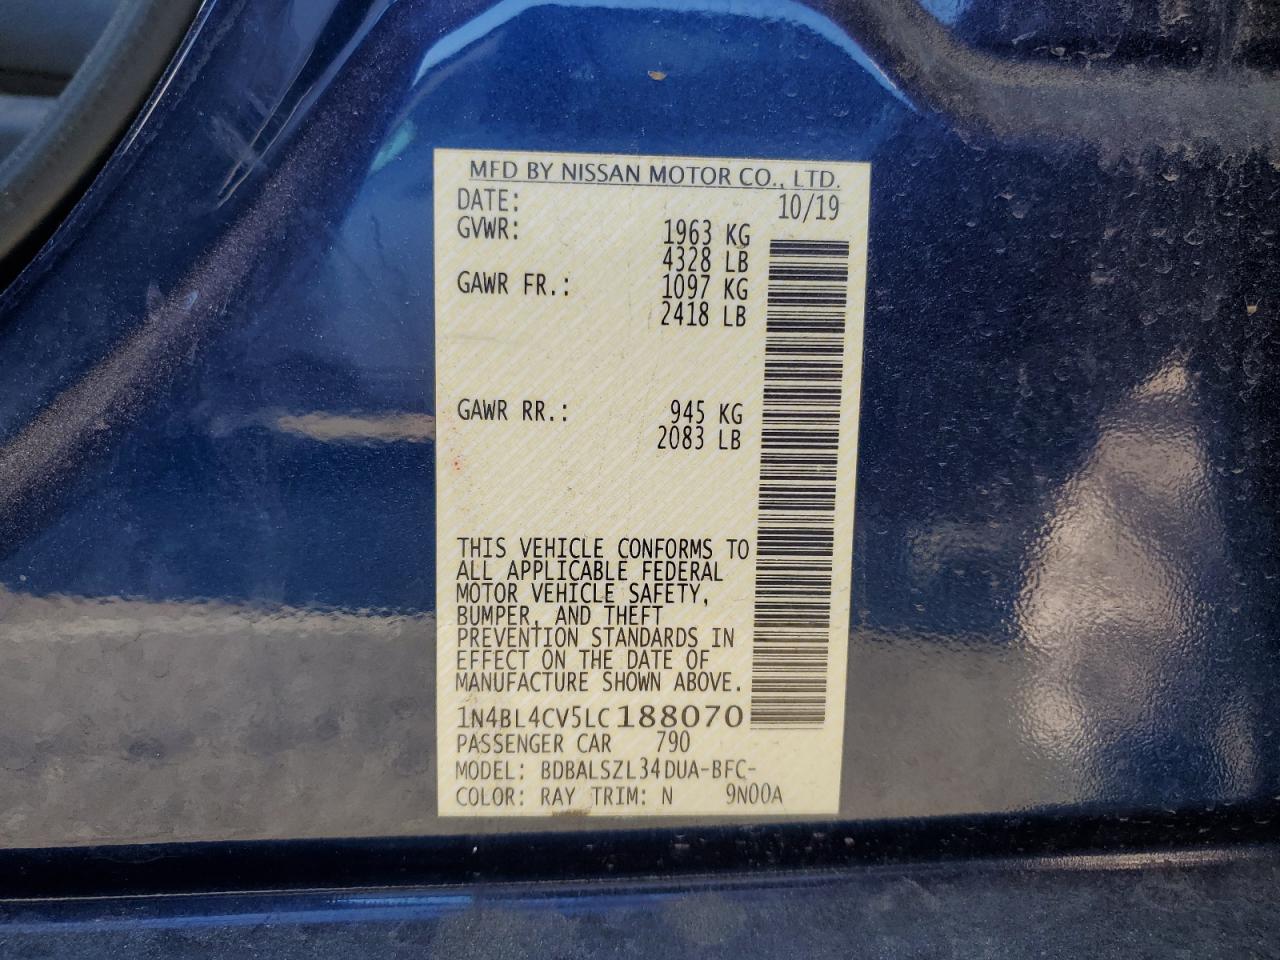 MFD BY NISSAN MOTOR CO., LTD.
DATE: 10/19
GVWR: 1963 KG
4328 LB
GAWR FR.: 1097 KG
2418 LB
GAWR RR.: 945 KG
2083 LB
THIS VEHICLE CONFORMS TO
ALL APPLICABLE FEDERAL
MOTOR VEHICLE SAFETY,
BUMPER, AND THEFT
PREVENTION STANDARDS IN
EFFECT ON THE DATE OF
MANUFACTURE SHOWN ABOVE.
1N4BL4CV5LC188070
PASSENGER CAR 790
MODEL: BDBALSZL34DUA-BFC-
COLOR: RAY TRIM: N 9N00A